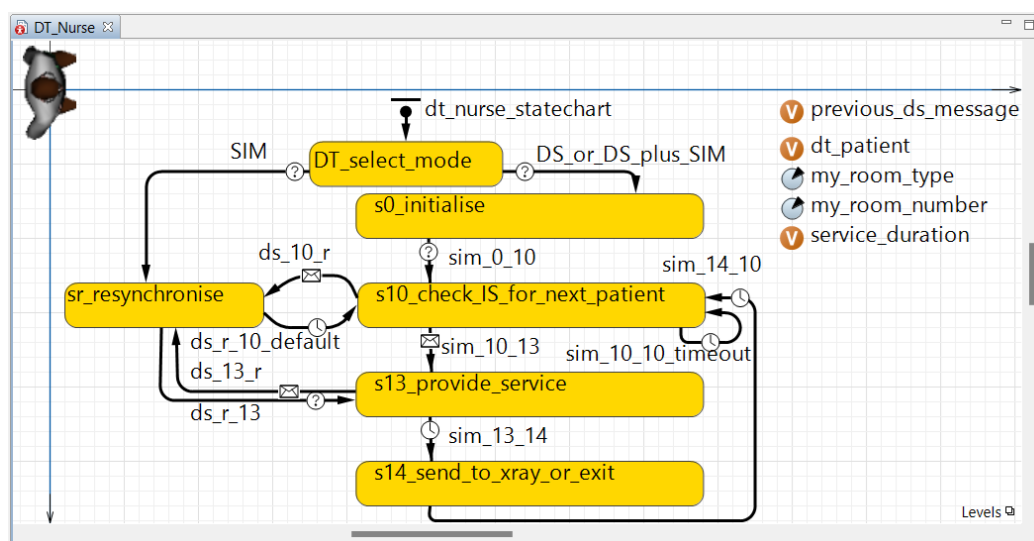 DT_Nurse
dt_nurse_statechart
previous_ds_message
SIM
DT_select_mode
DS_or_DS_plus_SIM
dt_patient
my_room_type
s0_initialise
my_room_number
service_duration
ds_10_r
sim_0_10
sim_14_10
sr_resynchronise
s10_check_IS_for_next_patient
ds_r_10_default
sim_10_13
sim_10_10_timeout
ds_13_r
s13_provide_service
ds_r_13
sim_13_14
s14_send_to_xray_or_exit
Levels